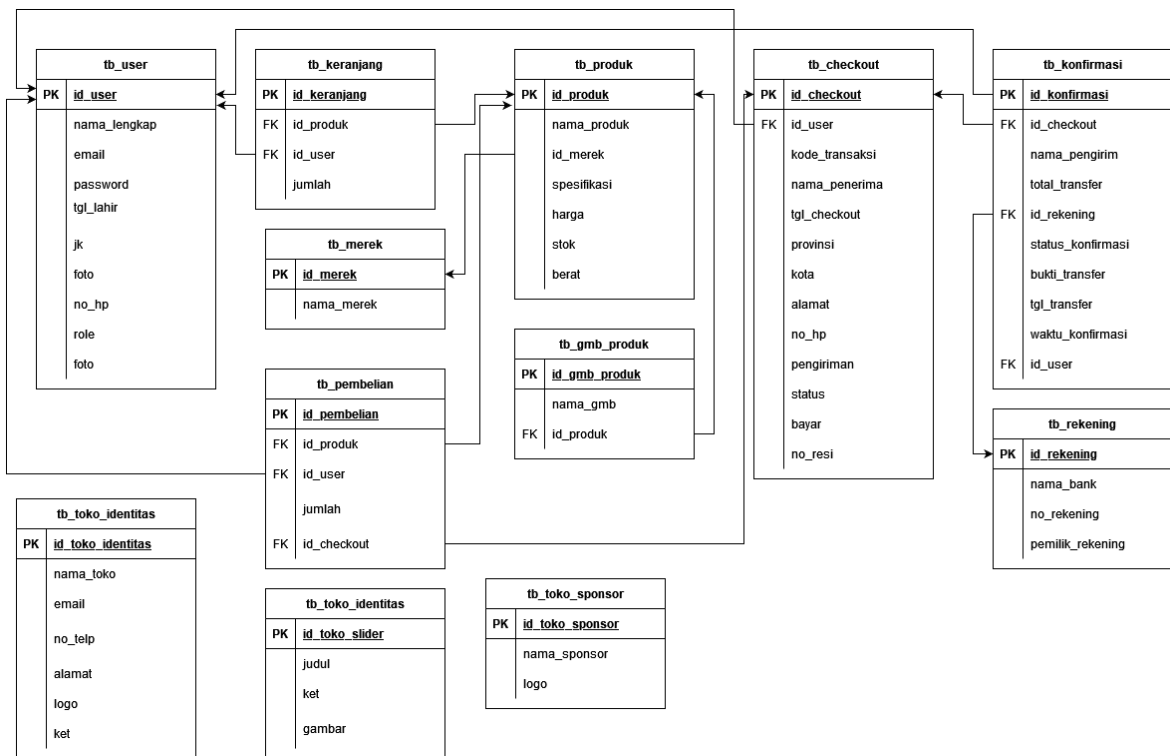 tb_user
PK id_user
nama_lengkap
email
password
tgl_lahir
jk
foto
no_hp
role
foto
tb_keranjang
PK id_keranjang
FK id_produk
FK id_user
jumlah
tb_produk
PK id_produk
nama_produk
id_merek
spesifikasi
harga
stok
berat
tb_checkout
PK id_checkout
FK id_user
kode_transaksi
nama_penerima
tgl_checkout
provinsi
kota
alamat
no_hp
pengiriman
status
bayar
no_resi
tb_konfirmasi
PK id_konfirmasi
FK id_checkout
nama_pengirim
total_transfer
FK id_rekening
status_konfirmasi
bukti_transfer
tgl_transfer
waktu_konfirmasi
FK id_user
tb_merek
PK id_merek
nama_merek
tb_gmb_produk
PK id_gmb_produk
nama_gmb
FK id_produk
tb_pembelian
PK id_pembelian
FK id_produk
FK id_user
jumlah
FK id_checkout
tb_rekening
PK id_rekening
nama_bank
no_rekening
pemilik_rekening
tb_toko_identitas
PK id_toko_identitas
nama_toko
email
no_telp
alamat
logo
ket
tb_toko_identitas
PK id_toko_slider
judul
ket
gambar
tb_toko_sponsor
PK id_toko_sponsor
nama_sponsor
logo